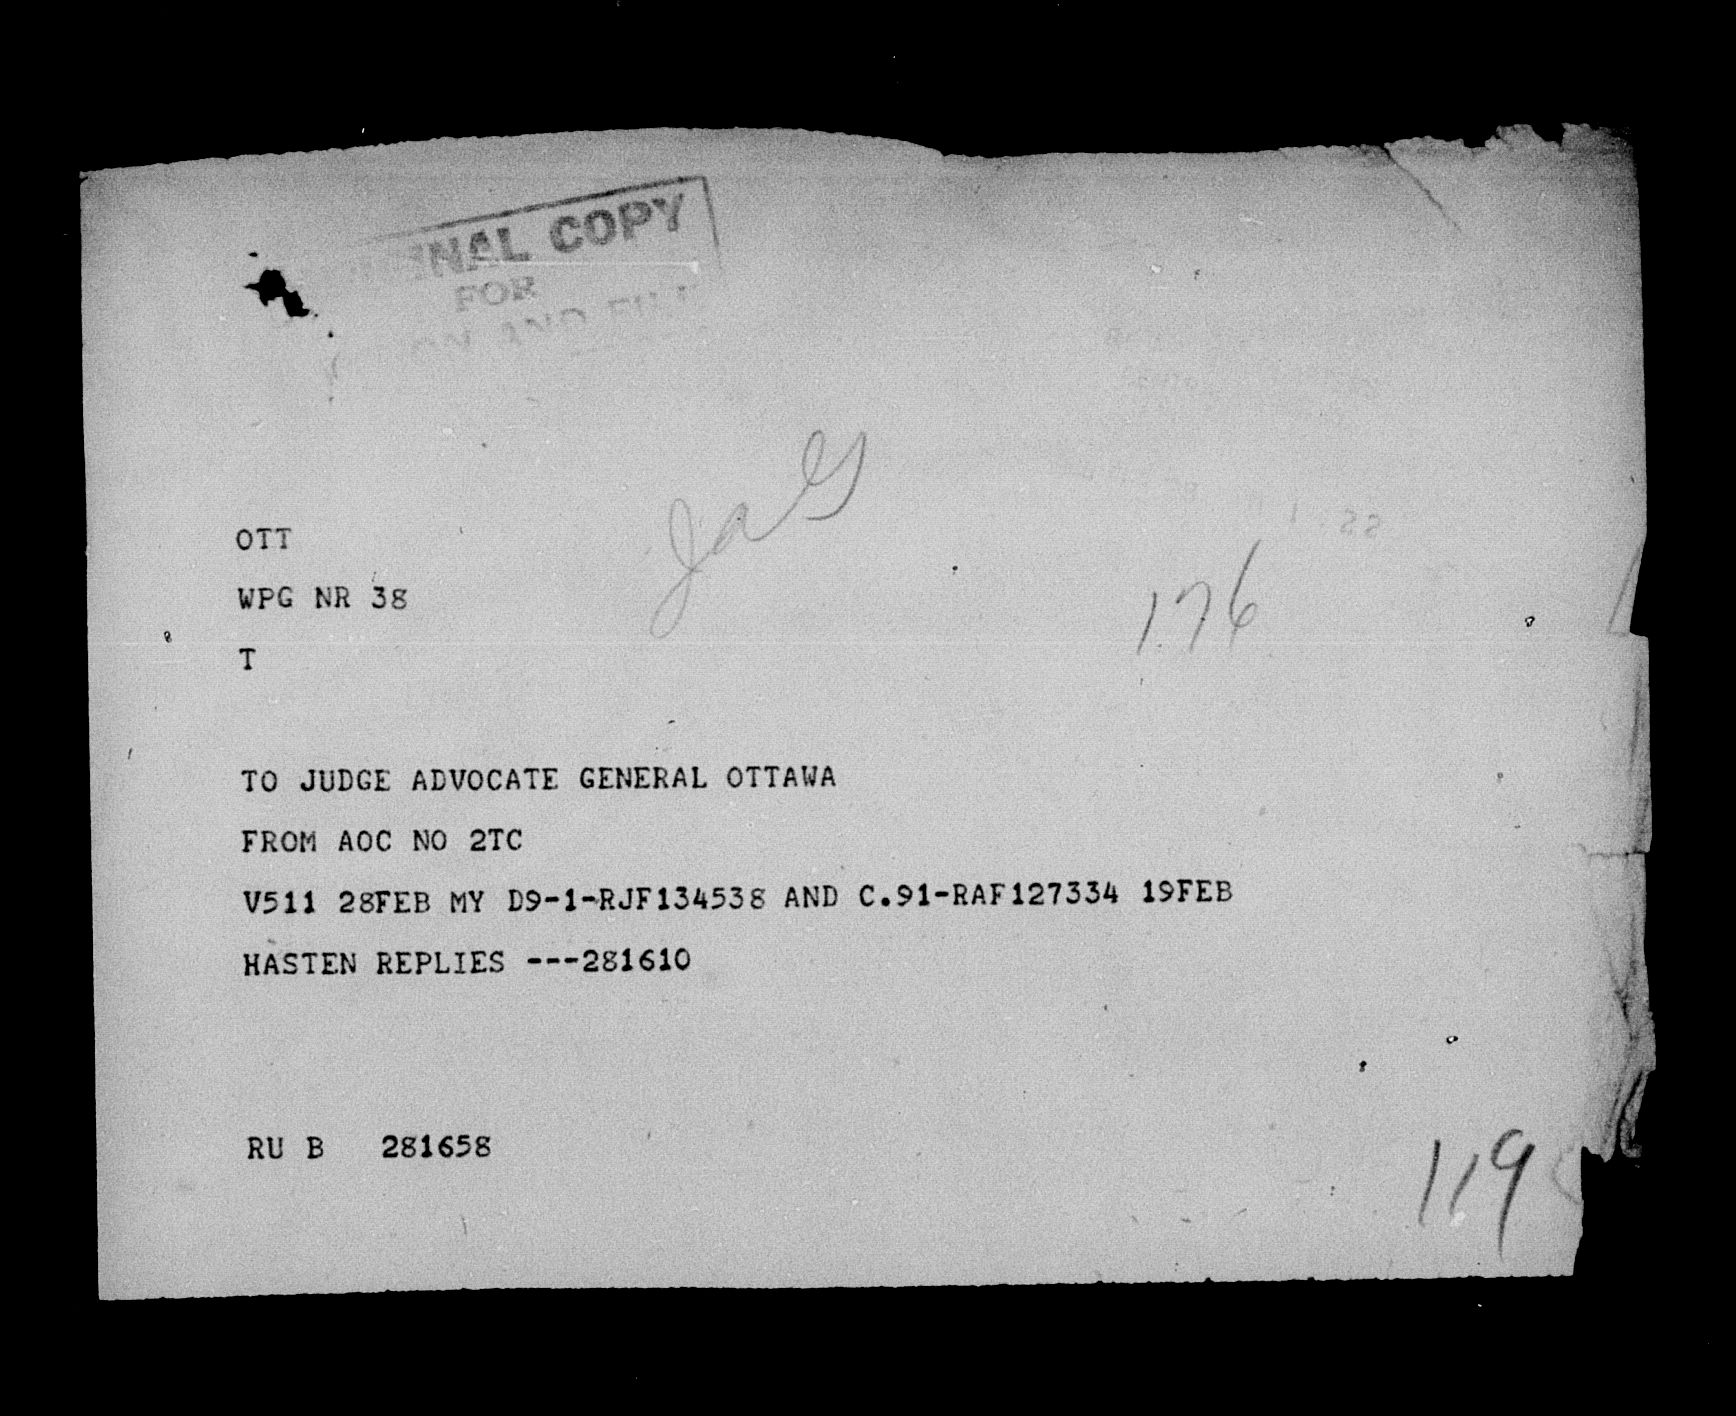 COPY
FOR
JaG
OTT
WPG NR 38
176
T
TO JUDGE ADVOCATE GENERAL OTTAWA
FROM AOC NO 2TC
V511 28FEB MY D9-1-RJF134538 AND C.91-RAF127334 19FEB
HASTEN REPLIES ---281610
RU B 281658
119